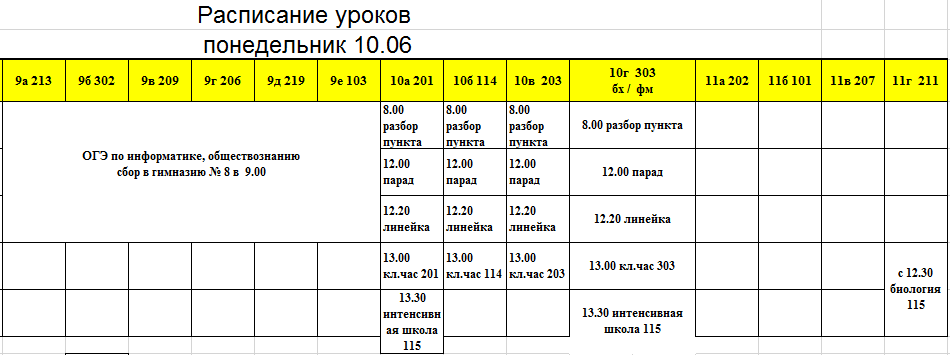 Расписание уроков
понедельник 10.06
9а 213 9б 302 9в 209 9г 206 9д 219 9е 103 10а 201 10б 114 10в 203 10г 303 11а 202 11б 101 11в 207 11г 211
бх / фм
ОГЭ по информатике, обществознанию
сбор в гимназию № 8 в 9.00
8.00 8.00 8.00
разбор разбор разбор 8.00 разбор пункта
пункта пункта пункта
12.00 12.00 12.00 12.00 парад
парад парад парад
12.20 12.20 12.20 12.20 линейка
линейка линейка линейка
13.00 13.00 13.00 13.00 кл.час 303
кл.час 201 кл.час 114 кл.час 203
с 12.30
биология
115
13.30
интенсивн
ая школа
115
13.30 интенсивная
школа 115